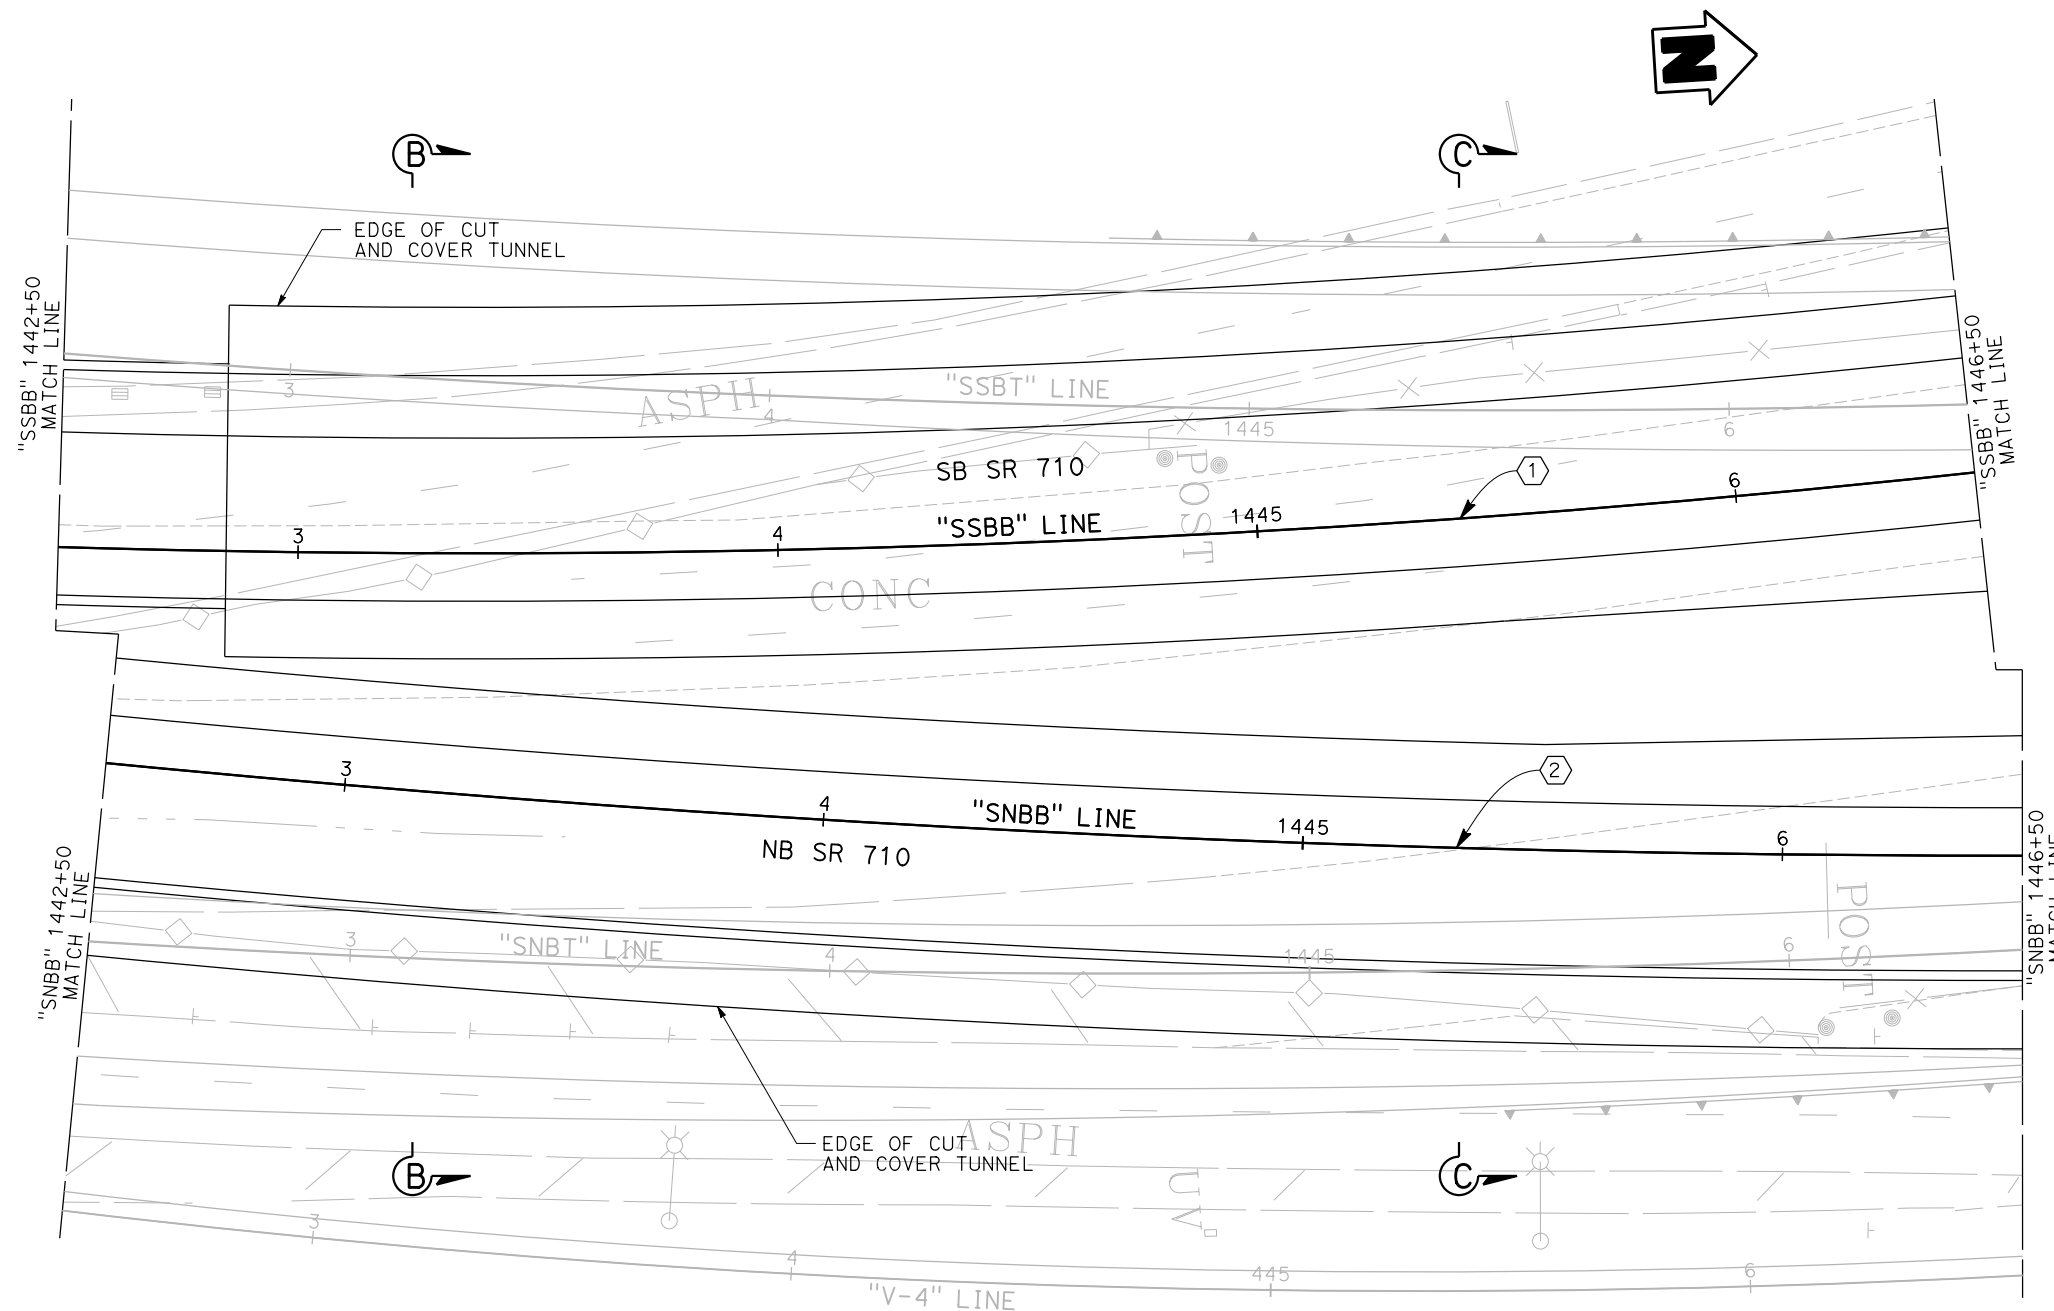 N
B
C
EDGE OF CUT
AND COVER TUNNEL
"SSBB" 1442+50
MATCH LINE
"SSBB" 1446+50
MATCH LINE
3
ASPH
4
"SSBT" LINE
1445
6
SB SR 710
POST
1
6
3
4
"SSBB" LINE
1445
CONC
2
3
4
"SNBB" LINE
1445
6
NB SR 710
"SNBB" 1442+50
MATCH LINE
"SNBB" 1446+50
MATCH LINE
POST
3
"SNBT" LINE
4
1445
6
EDGE OF CUT
AND COVER TUNNEL
ASPH
B
C
UV
3
4
445
6
"V-4" LINE